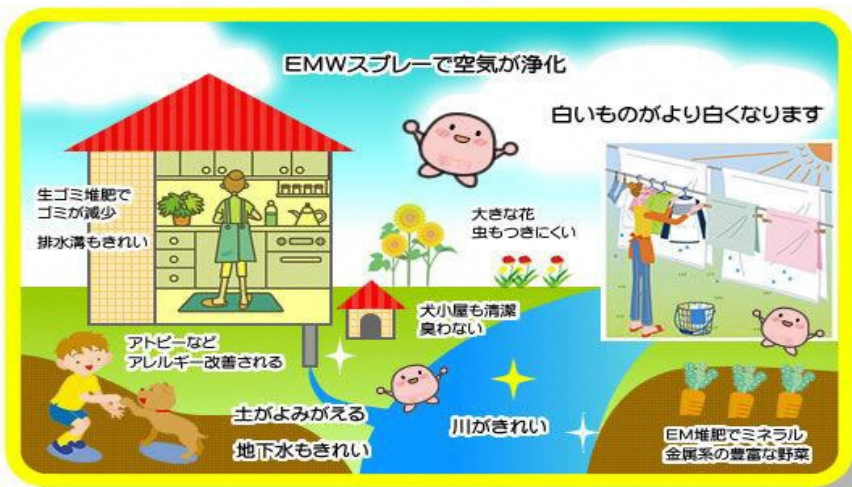 EMWスプレーで空気が浄化
白いものがより白くなります
生ゴミ堆肥で
ゴミが減少
排水溝もきれい
大きな花
虫もつきにくい
犬小屋も清潔
臭わない
アトピーなど
アレルギー改善される
土がよみがえる
地下水もきれい
川がきれい
EM堆肥でミネラル
金属系の豊富な野菜